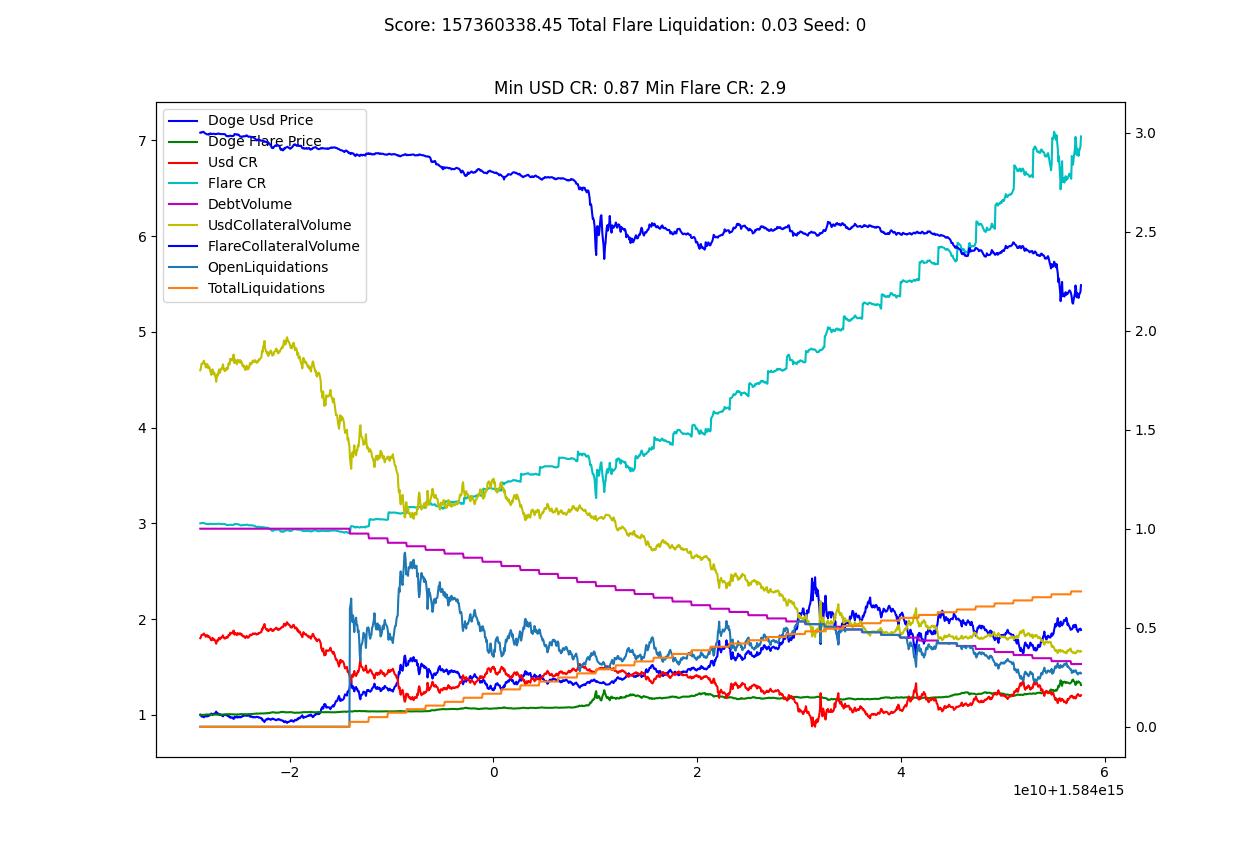 Score: 157360338.45 Total Flare Liquidation: 0.03 Seed: 0
Min USD CR: 0.87 Min Flare CR: 2.9
Doge Usd Price
Doge Flare Price
Usd CR
Flare CR
DebtVolume
UsdCollateralVolume
FlareCollateralVolume
OpenLiquidations
TotalLiquidations
7
6
5
4
3
2
1
3.0
2.5
2.0
1.5
1.0
0.5
0.0
−2
0
2
4
6
1e10+1.584e15